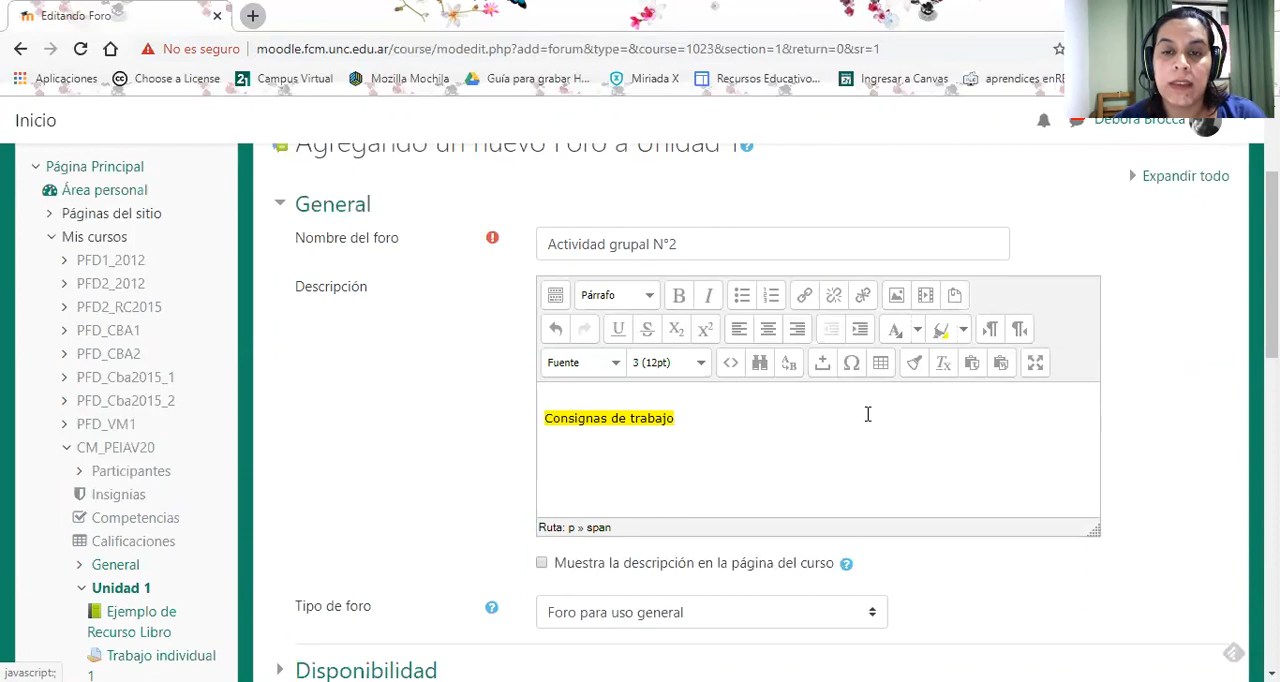 Editando Foro
No es seguro
moodle.fcm.unc.edu.ar/course/modedit.php?add=forum&type=&course=1023&section=1&return=0&sr=1
Aplicaciones
Choose a License
Campus Virtual
Mozilla Mochila
Guía para grabar H...
Miriada X
Recursos Educativo...
Ingresar a Canvas
aprendices enRE
Inicio
Debora Brocca
Página Principal
Área personal
Páginas del sitio
Mis cursos
PFD1_2012
PFD2_2012
PFD2_RC2015
PFD_CBA1
PFD_CBA2
PFD_Cba2015_1
PFD_Cba2015_2
PFD_VM1
CM_PEIAV20
Participantes
Insignias
Competencias
Calificaciones
General
Unidad 1
Ejemplo de
Recurso Libro
Trabajo individual
1
javascript:;
Agregando un nuevo Foro a Unidad 1
Expandir todo
General
Nombre del foro
Actividad grupal N°2
Descripción
Párrafo
Fuente
3 (12pt)
Consignas de trabajo
Ruta: p » span
Muestra la descripción en la página del curso
Tipo de foro
Foro para uso general
Disponibilidad